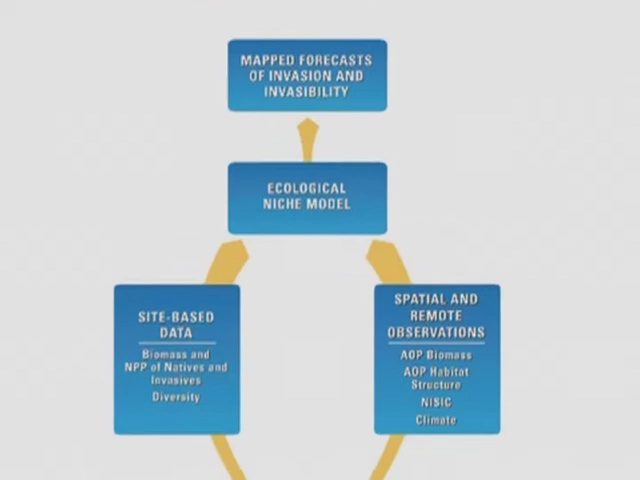 MAPPED FORECASTS
OF INVASION AND
INVASIBILITY
ECOLOGICAL
NICHE MODEL
SITE-BASED
DATA
Biomass and
NPP of Natives and
Invasives
Diversity
SPATIAL AND
REMOTE
OBSERVATIONS
AOP Biomass
AOP Habitat
Structure
NISIC
Climate